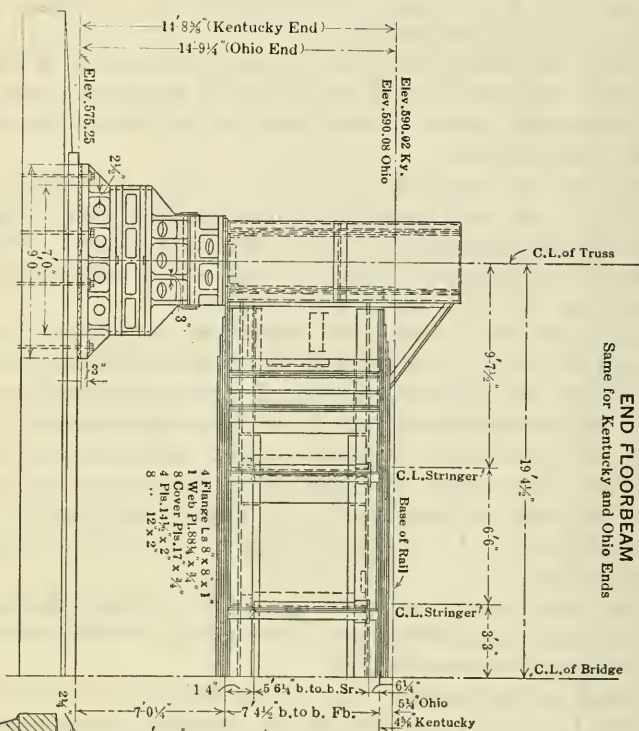 14'8⅝" (Kentucky End)
14'9¼" (Ohio End)
Elev. 575.25
Elev. 590.02 Ky.
Elev. 590.08 Ohio
C.L. of Truss
END FLOORBEAM
Same for Kentucky and Ohio Ends
2½"
7'0"
9'0"
3"
8"
9'7½"
19'4½"
C.L. Stringer
6'6"
Base of Rail
C.L. Stringer
3'3"
C.L. of Bridge
4 Flange Ls 8 x 8 x 1"
1 Web Pl. 88¼ x ¾"
8 Cover Pls. 17 x ¾"
4 Pls. 14½ x 2"
8 " 12 x 2"
1 4"
5'6¼" b. to b. Sr.
6¼"
5¼" Ohio
4⅝" Kentucky
2¼"
7'0¼"
7'4½" b. to b. Fb.